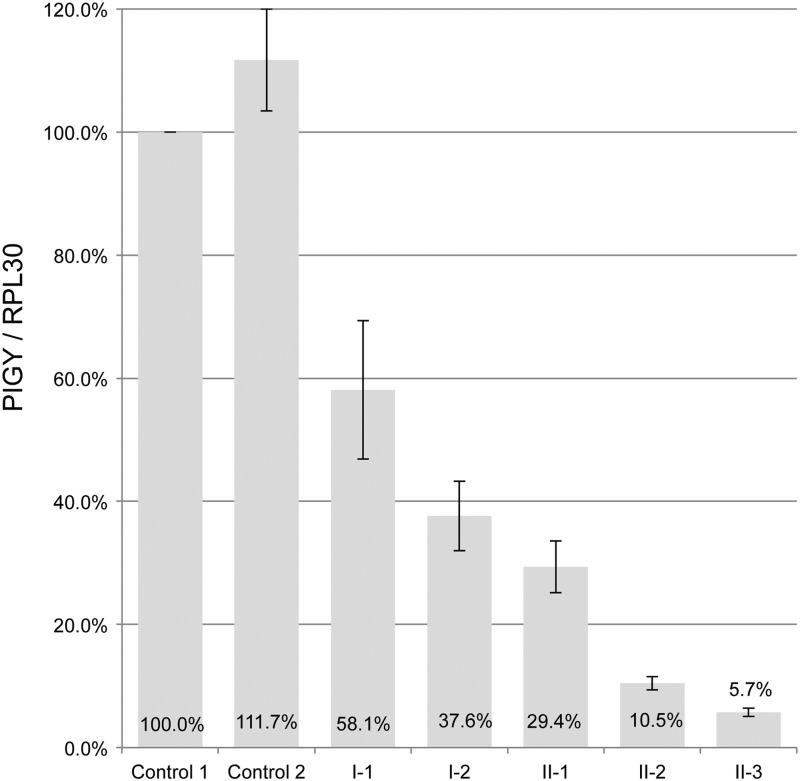 120.0%
100.0%
80.0%
60.0%
40.0%
20.0%
0.0%
PIGY / RPL30
100.0%
111.7%
58.1%
37.6%
29.4%
10.5%
5.7%
Control 1
Control 2
I-1
I-2
II-1
II-2
II-3